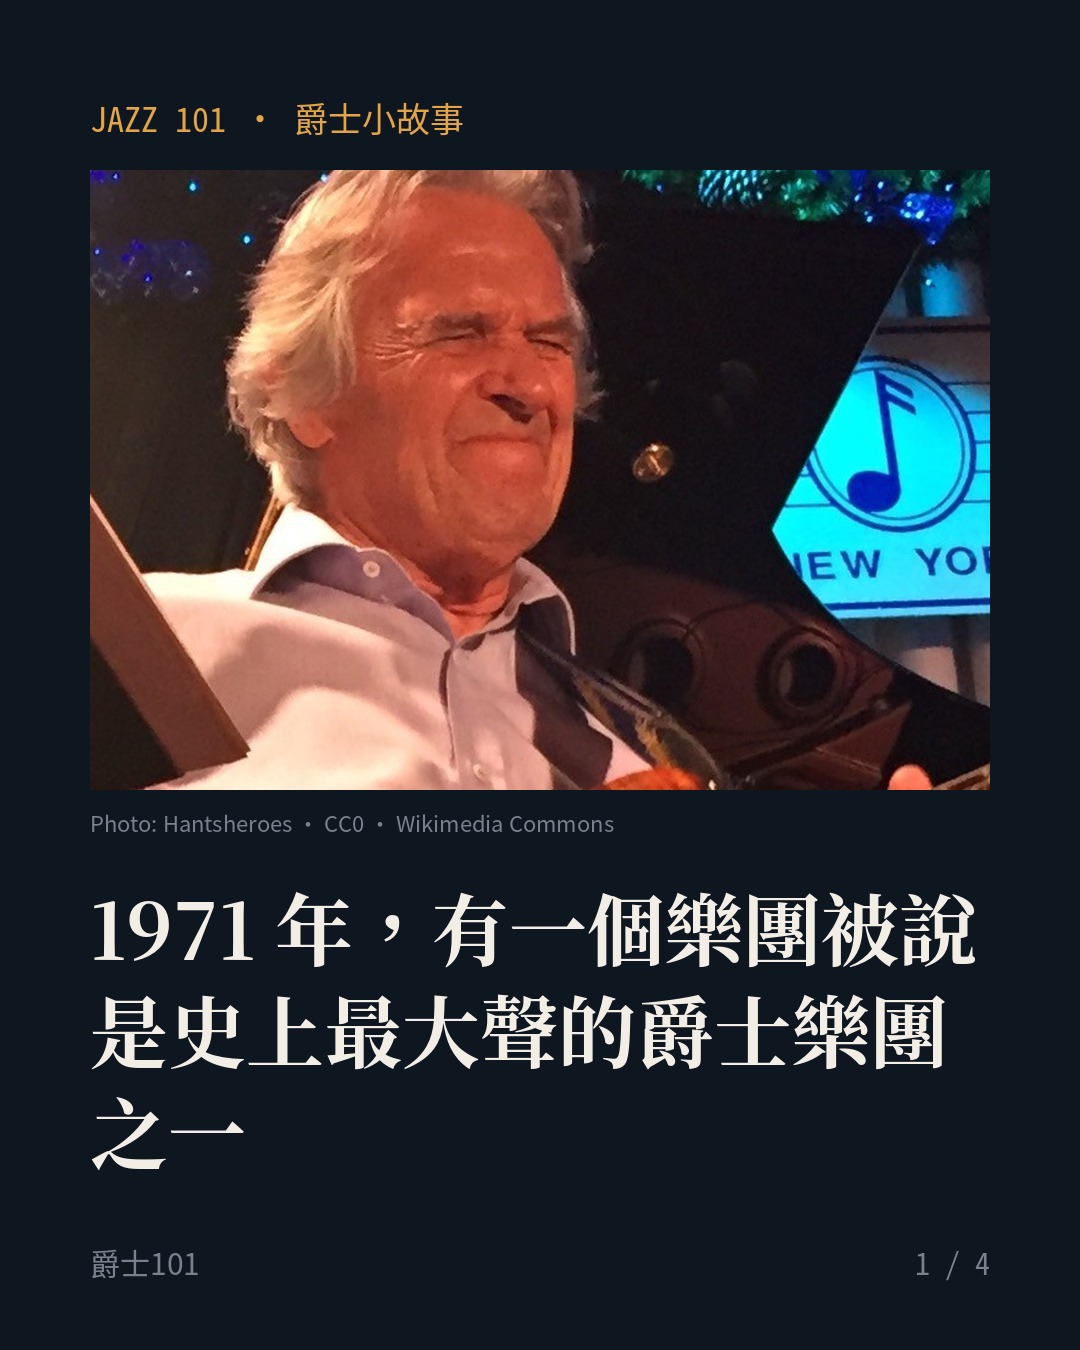 JAZZ 101 · 爵士小故事
NEW YOR
Photo: Hantsheroes · CC0 · Wikimedia Commons
1971 年，有一個樂團被說
是史上最大聲的爵士樂團
之一
爵士101
1 / 4